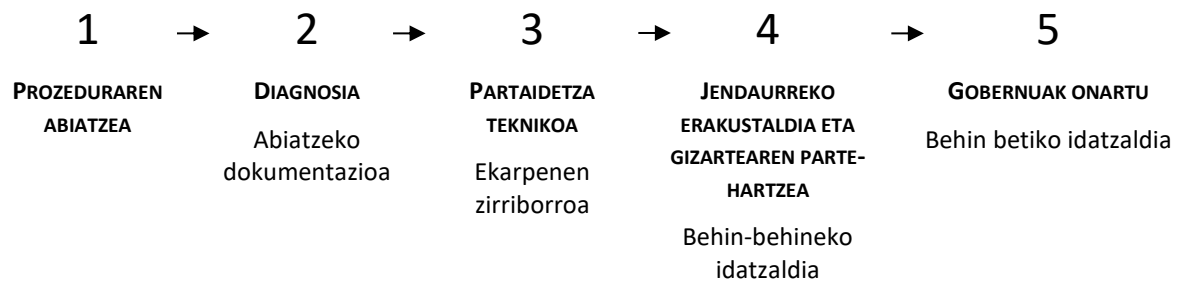 1 → 2 → 3 → 4 → 5
PROZEDURAREN
ABIATZEA
DIAGNOSIA
Abiatzeko
dokumentazioa
PARTAIDETZA
TEKNIKOA
Ekarpenen
zirriborroa
JENDAURREKO
ERAKUSTALDIA ETA
GIZARTEAREN PARTE-
HARTZEA
Behin-behineko
idatzaldia
GOBERNUAK ONARTU
Behin betiko idatzaldia